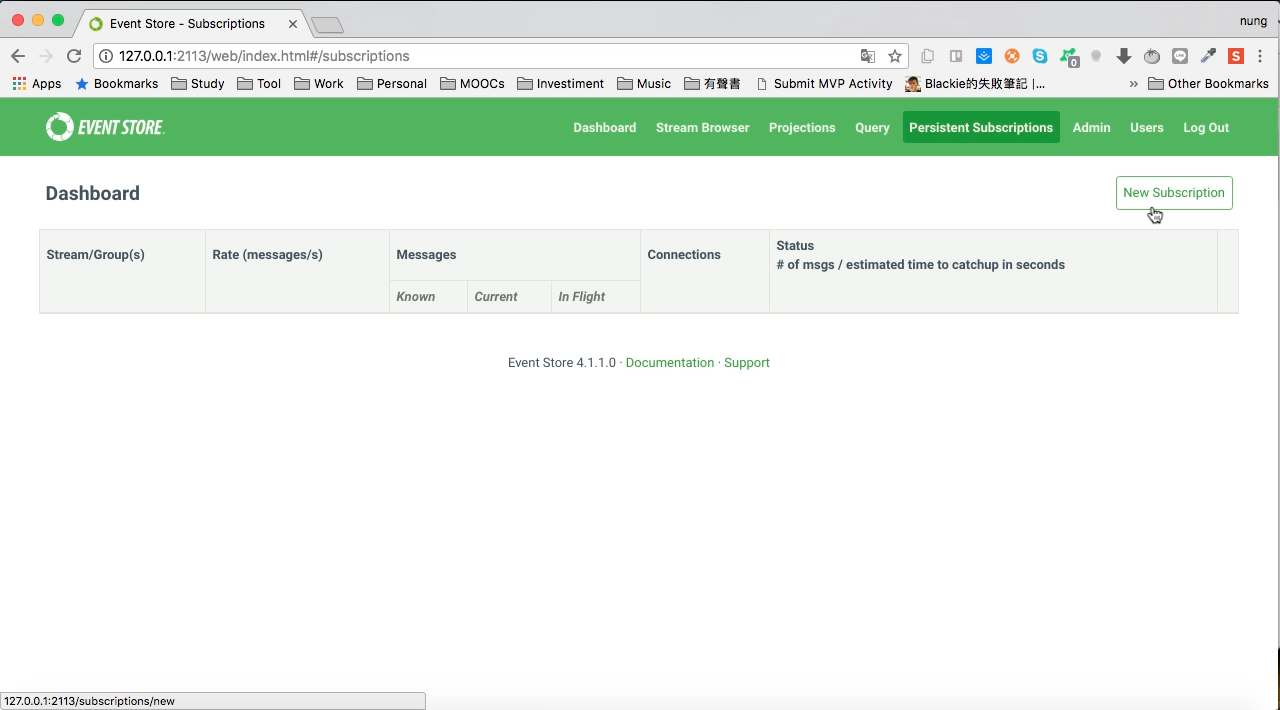 Event Store - Subscriptions
nung
127.0.0.1:2113/web/index.html#/subscriptions
0
S
Apps Bookmarks Study Tool Work Personal MOOCs Investiment Music 有聲書 Submit MVP Activity Blackie的失敗筆記 |... » Other Bookmarks
EVENT STORE
Dashboard Stream Browser Projections Query Persistent Subscriptions Admin Users Log Out
Dashboard
New Subscription
Stream/Group(s) Rate (messages/s) Messages Connections Status
# of msgs / estimated time to catchup in seconds
Known Current In Flight
Event Store 4.1.1.0 · Documentation · Support
127.0.0.1:2113/subscriptions/new